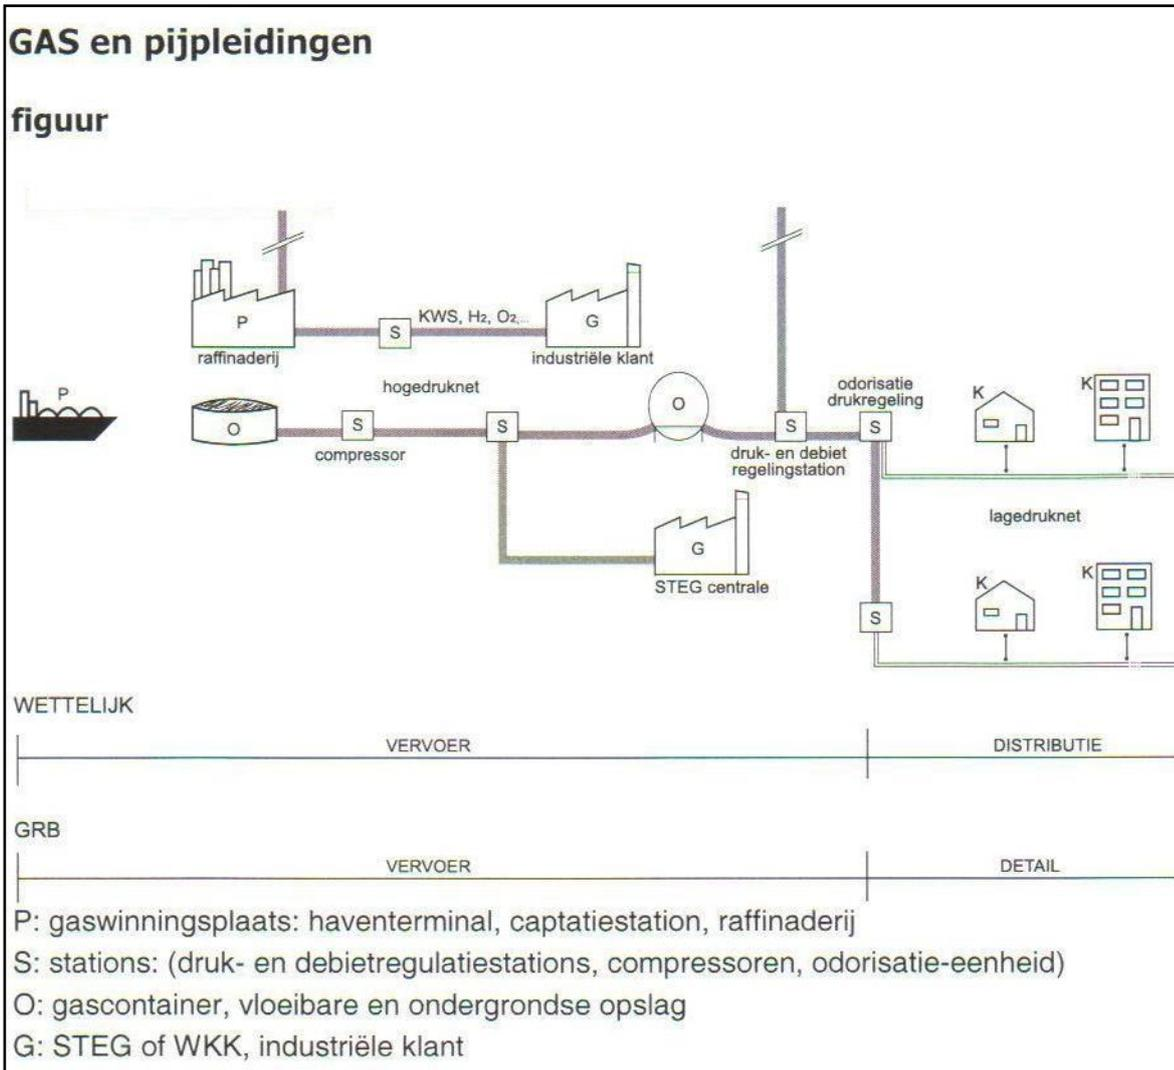 GAS en pijpleidingen
figuur
P
raffinaderij
S
KWS, H2, O2,...
G
industriële klant
P
O
hogedruknet
S
compressor
S
O
S
druk- en debiet
regelingstation
odorisatie
drukregeling
S
K
K
lagedruknet
G
STEG centrale
S
K
K
WETTELIJK
VERVOER
DISTRIBUTIE
GRB
VERVOER
DETAIL
P: gaswinningsplaats: haventerminal, captatiestation, raffinaderij
S: stations: (druk- en debietregulatiestations, compressoren, odorisatie-eenheid)
O: gascontainer, vloeibare en ondergrondse opslag
G: STEG of WKK, industriële klant